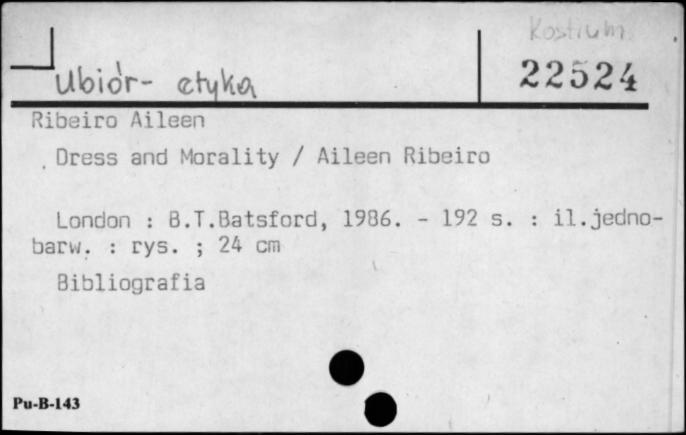 Kostium
Ubiór - etyka
22524
Ribeiro Aileen
Dress and Morality / Aileen Ribeiro
London : B.T.Batsford, 1986. - 192 s. : il.jedno-
barw. : rys. ; 24 cm
Bibliografia
Pu-B-143